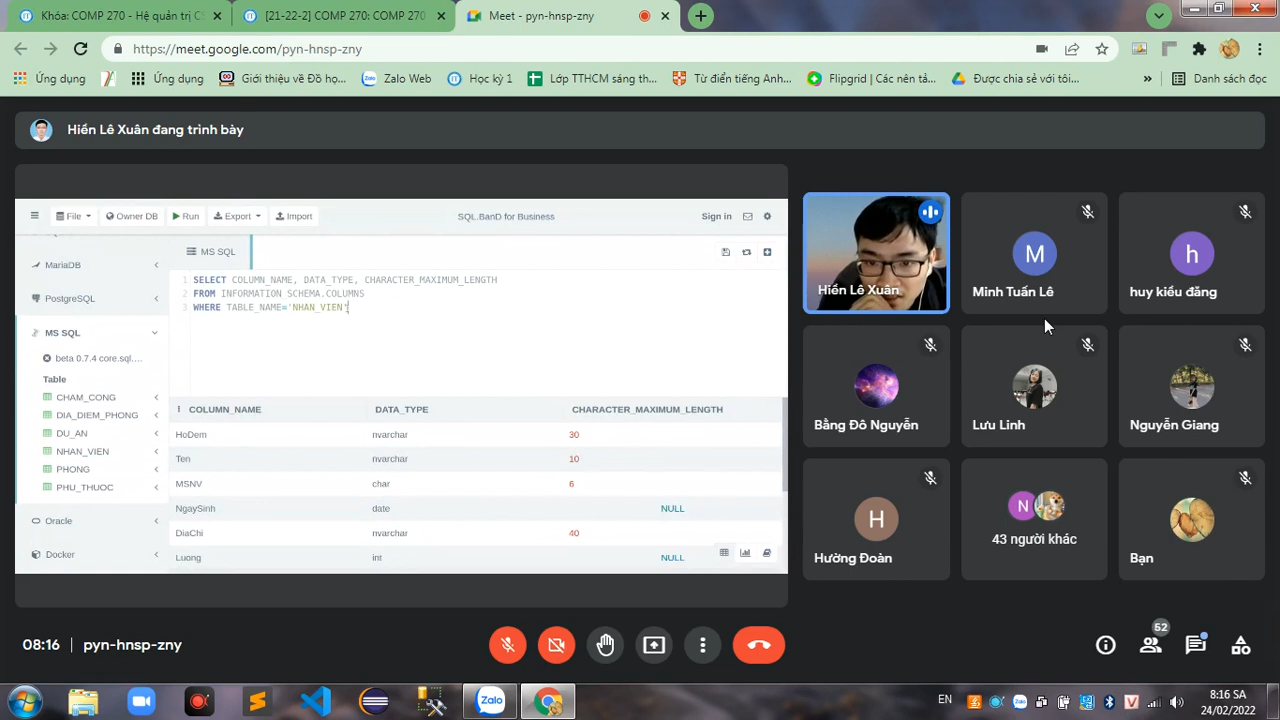 Khóa: COMP 270 - Hệ quản trị C
[21-22-2] COMP 270: COMP 270
Meet - pyn-hnsp-zny
https://meet.google.com/pyn-hnsp-zny
Ứng dụng
Ứng dụng
Giới thiệu về Đồ họ...
Zalo Web
Học kỳ 1
Lớp TTHCM sáng th...
Từ điển tiếng Anh...
Flipgrid | Các nên tả...
Được chia sẻ với tôi...
»
Danh sách đọc
Hiển Lê Xuân đang trình bày
File
Owner DB
Run
Export
Import
SQL.BanD for Business
Sign in
MariaDB
PostgreSQL
MS SQL
beta 0.7.4 core.sql....
Table
CHAM_CONG
DIA_DIEM_PHONG
DU_AN
NHAN_VIEN
PHONG
PHU_THUOC
Oracle
Docker
MS SQL
1 SELECT COLUMN_NAME, DATA_TYPE, CHARACTER_MAXIMUM_LENGTH
2 FROM INFORMATION_SCHEMA.COLUMNS
3 WHERE TABLE_NAME='NHAN_VIEN'
COLUMN_NAME DATA_TYPE CHARACTER_MAXIMUM_LENGTH
HoDem nvarchar 30
Ten nvarchar 10
MSNV char 6
NgaySinh date NULL
DiaChi nvarchar 40
Luong int NULL
Hiển Lê Xuân
M
Minh Tuấn Lê
h
huy kiều đăng
Bằng Đô Nguyễn
Lưu Linh
Nguyễn Giang
H
Hường Đoàn
N
43 người khác
Bạn
08:16 | pyn-hnsp-zny
52
Zalo
EN
V
8:16 SA
24/02/2022